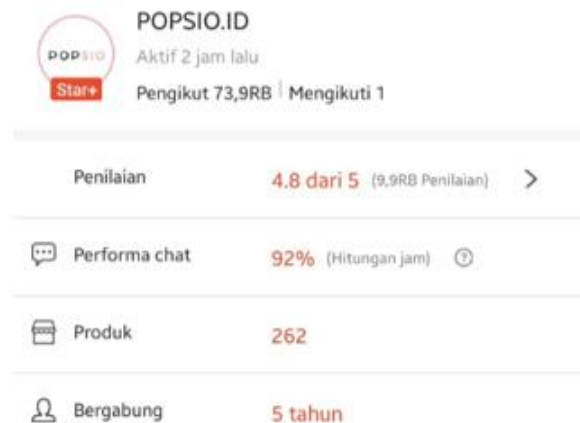 POPSIO.ID
POPSIO
Aktif 2 jam lalu
Star+
Pengikut 73,9RB Mengikuti 1
Penilaian 4.8 dari 5 (9,9RB Penilaian)
Performa chat 92% (Hitungan jam)
Produk 262
Bergabung 5 tahun